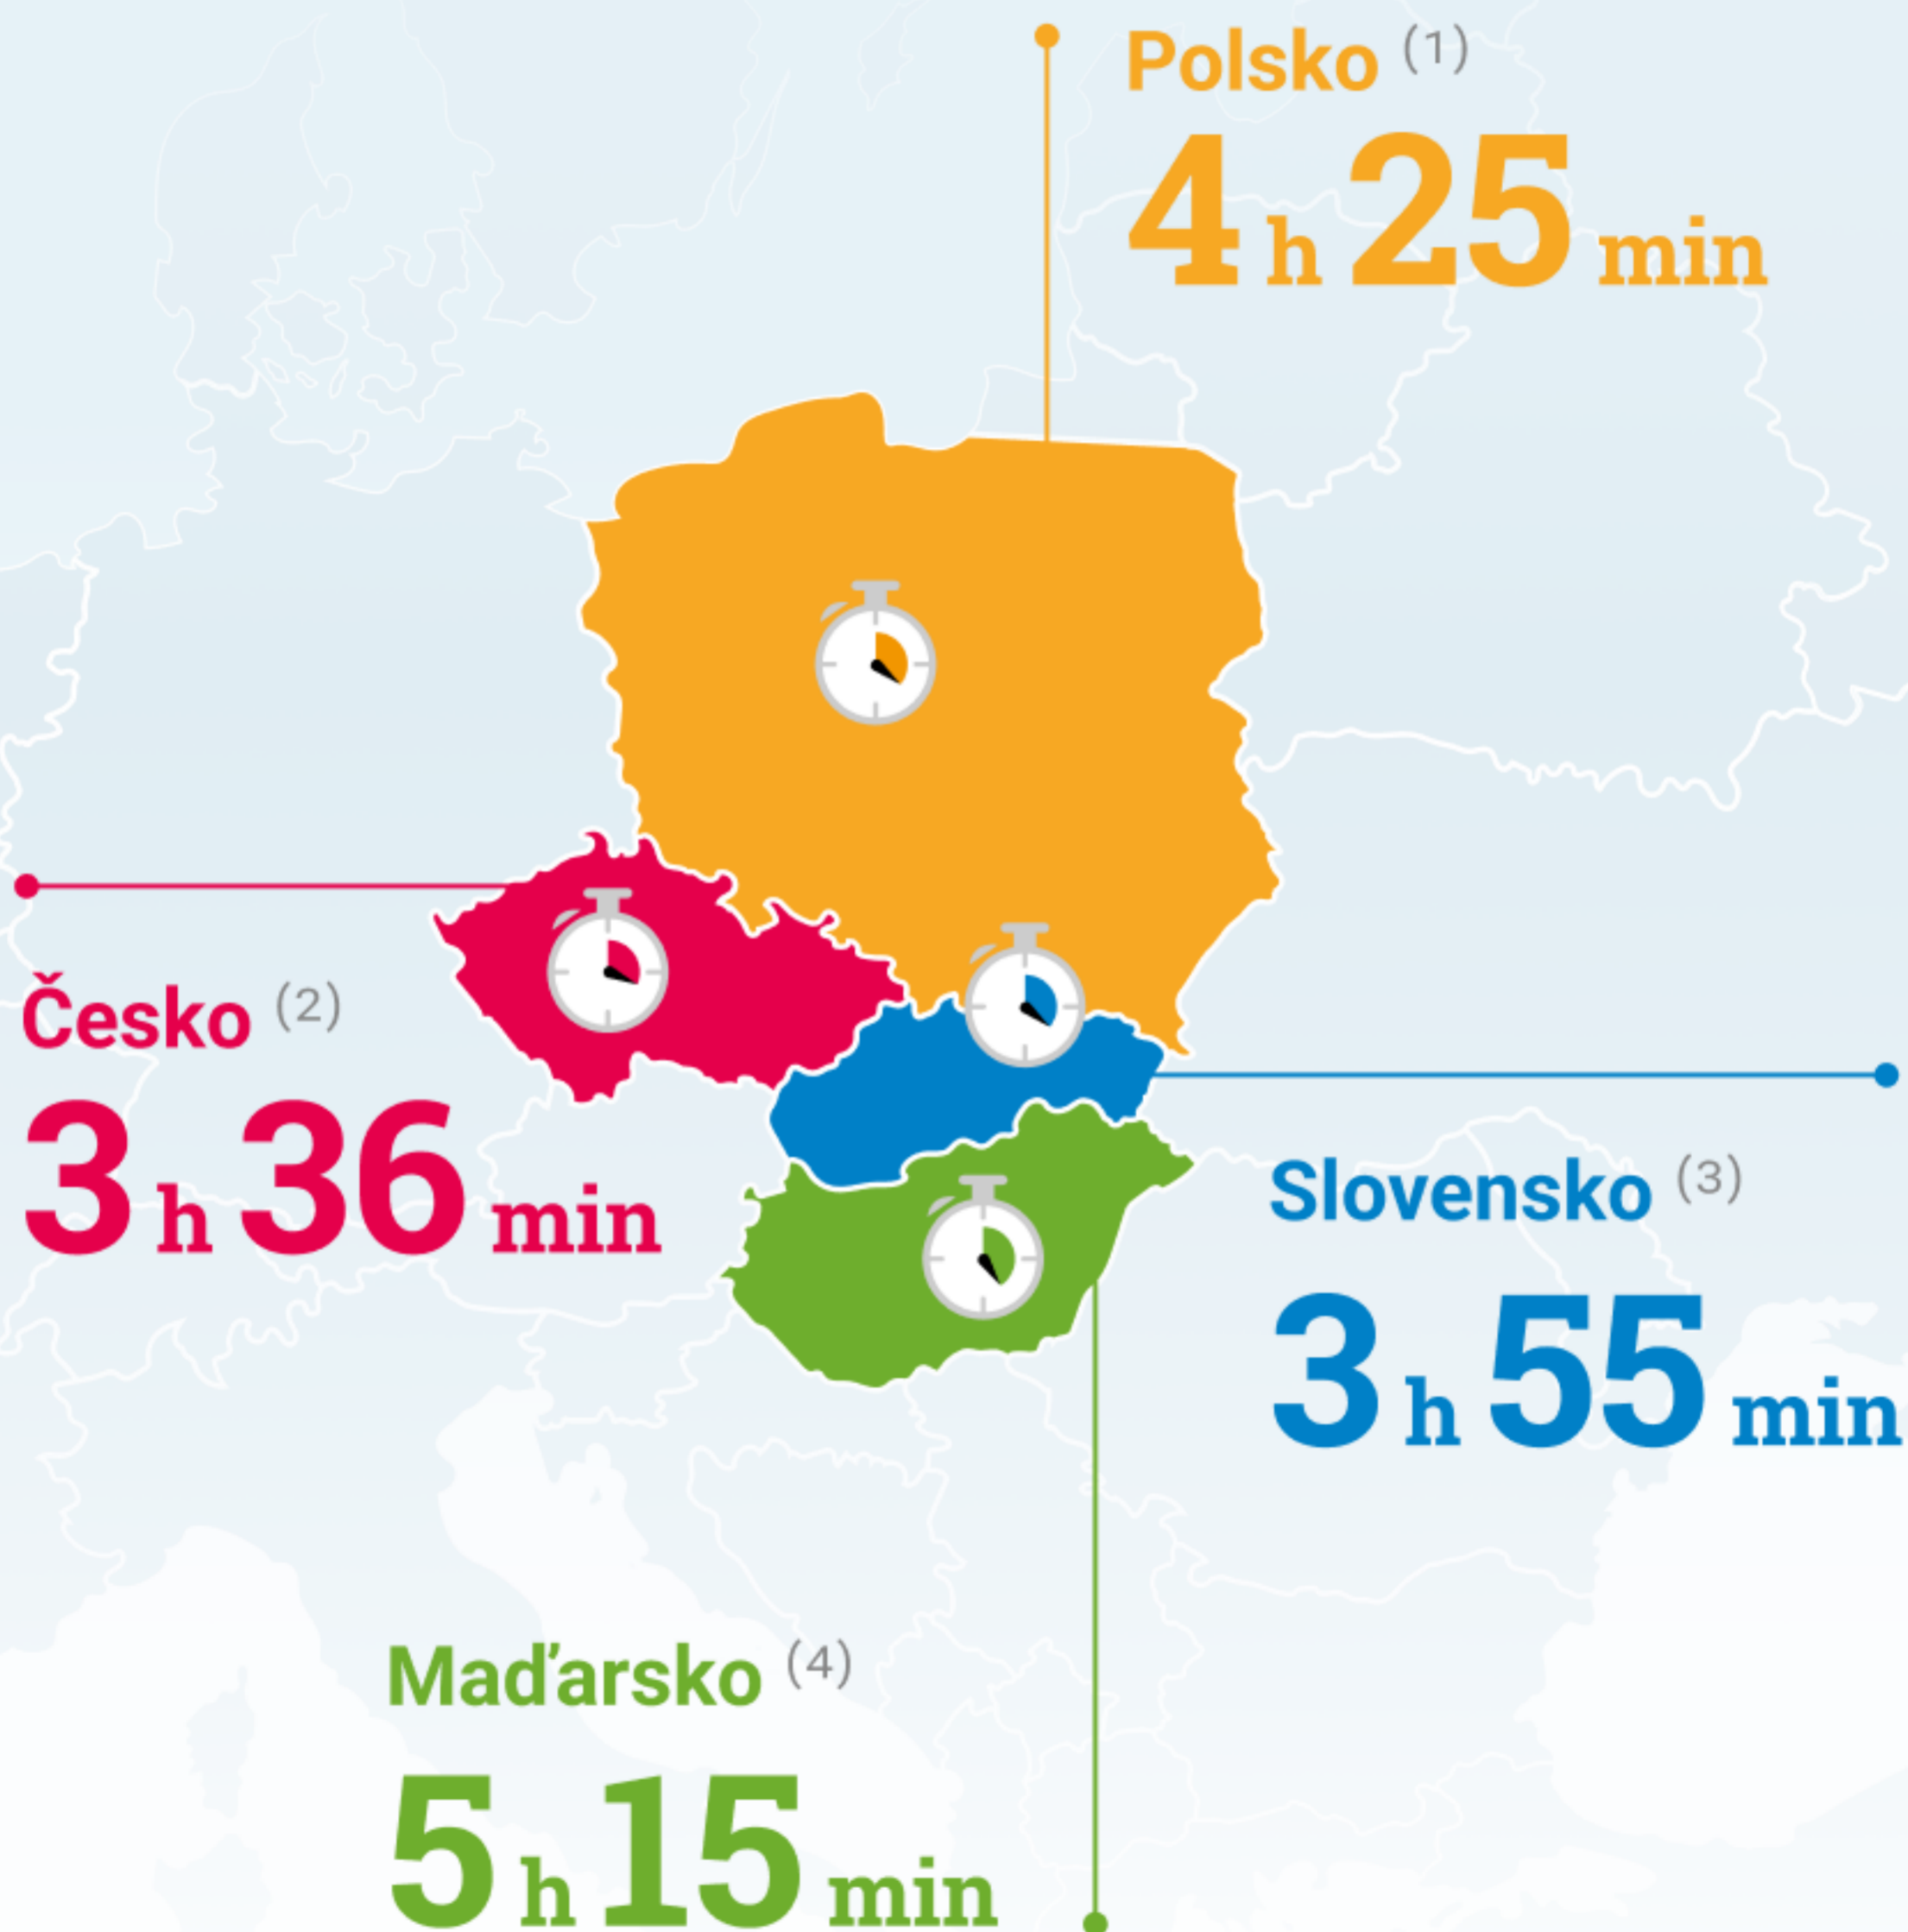 Polsko (1)
4 h 25 min
Česko (2)
3 h 36 min
Slovensko (3)
3 h 55 min
Maďarsko (4)
5 h 15 min